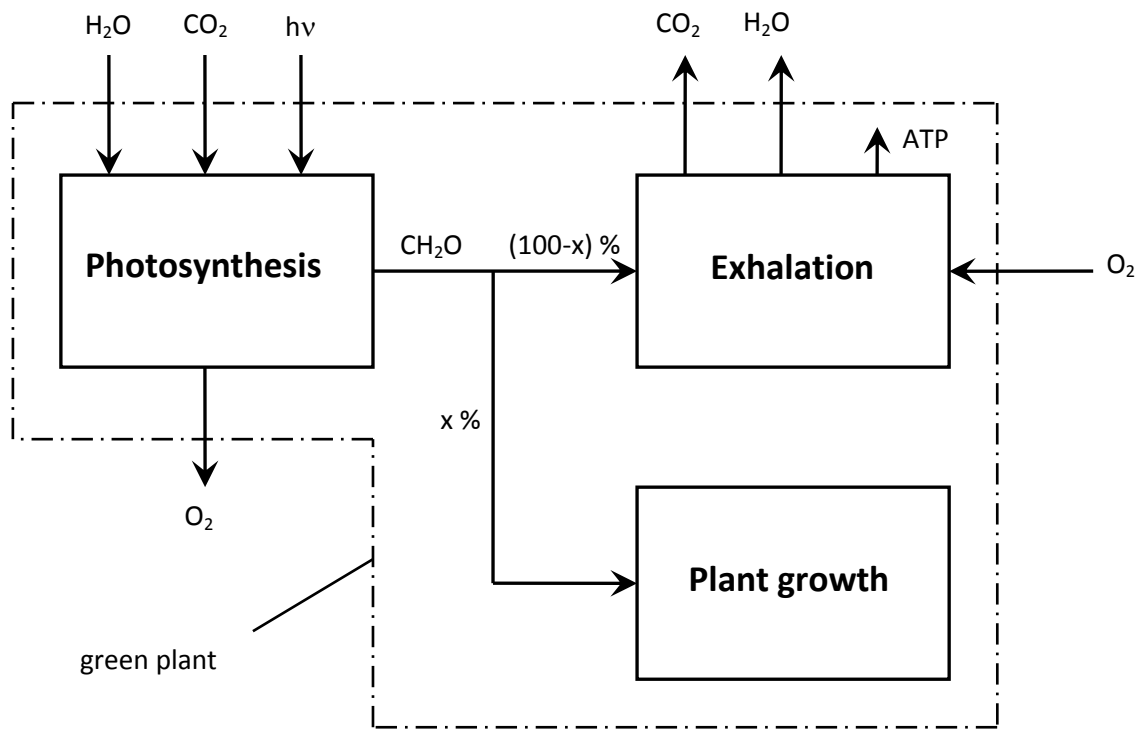 H₂O CO₂ hν
CO₂ H₂O
ATP
Photosynthesis
CH₂O (100-x) %
Exhalation
O₂
x %
O₂
Plant growth
green plant